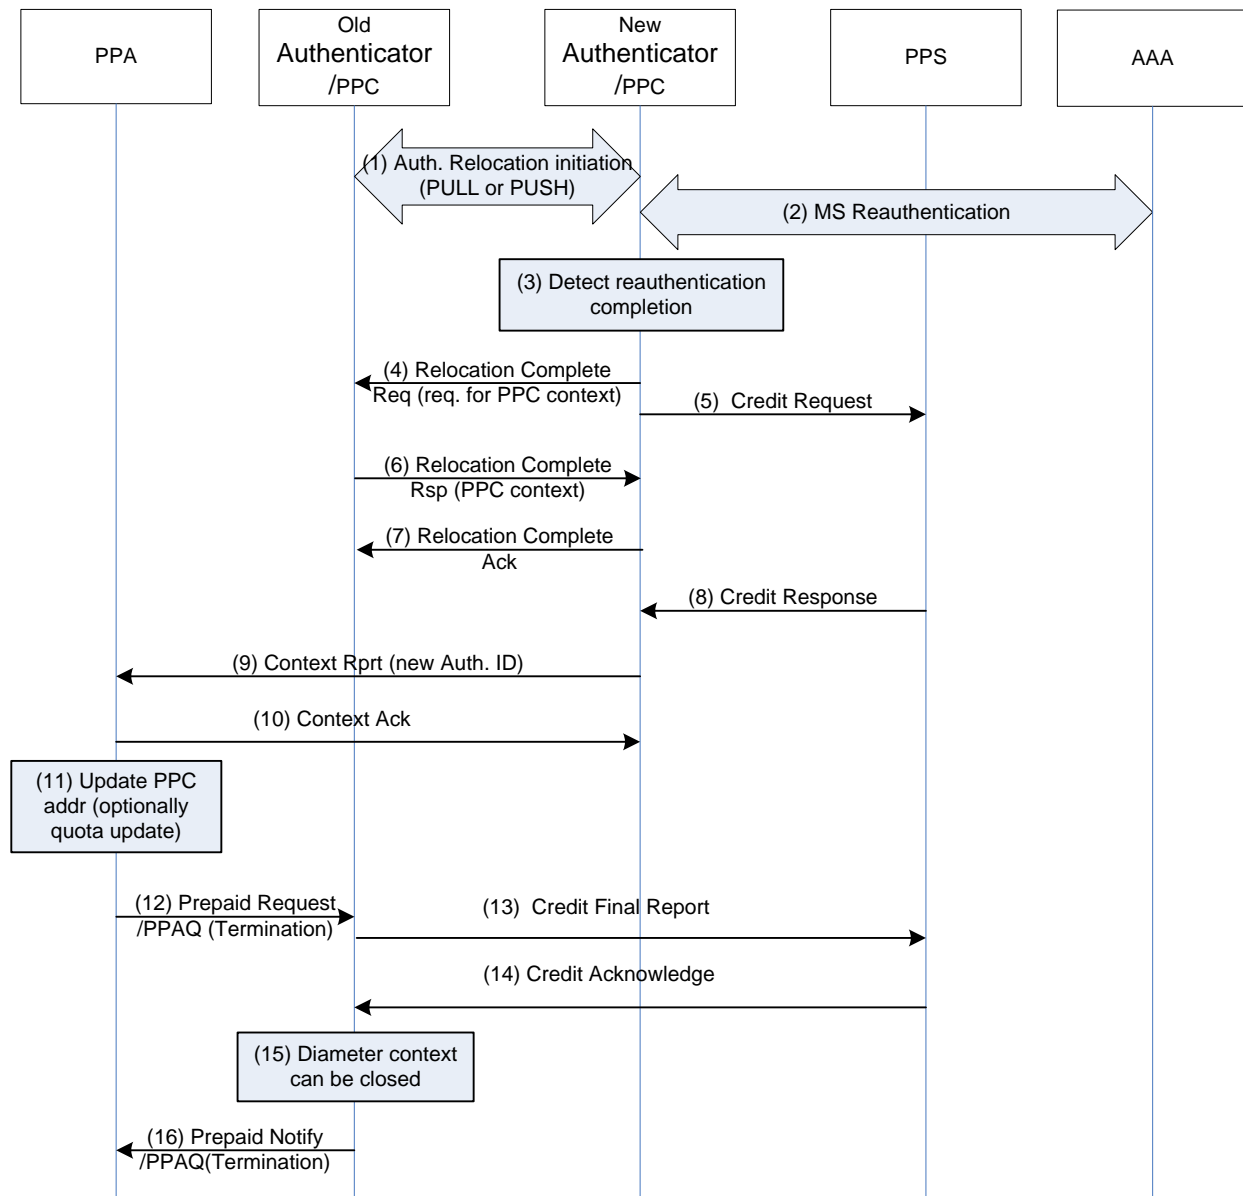 PPA
Old
Authenticator
/PPC
New
Authenticator
/PPC
PPS
AAA
(1) Auth. Relocation initiation
(PULL or PUSH)
(2) MS Reauthentication
(3) Detect reauthentication
completion
(4) Relocation Complete
Req (req. for PPC context)
(5) Credit Request
(6) Relocation Complete
Rsp (PPC context)
(7) Relocation Complete
Ack
(8) Credit Response
(9) Context Rprt (new Auth. ID)
(10) Context Ack
(11) Update PPC
addr (optionally
quota update)
(12) Prepaid Request
/PPAQ (Termination)
(13) Credit Final Report
(14) Credit Acknowledge
(15) Diameter context
can be closed
(16) Prepaid Notify
/PPAQ(Termination)